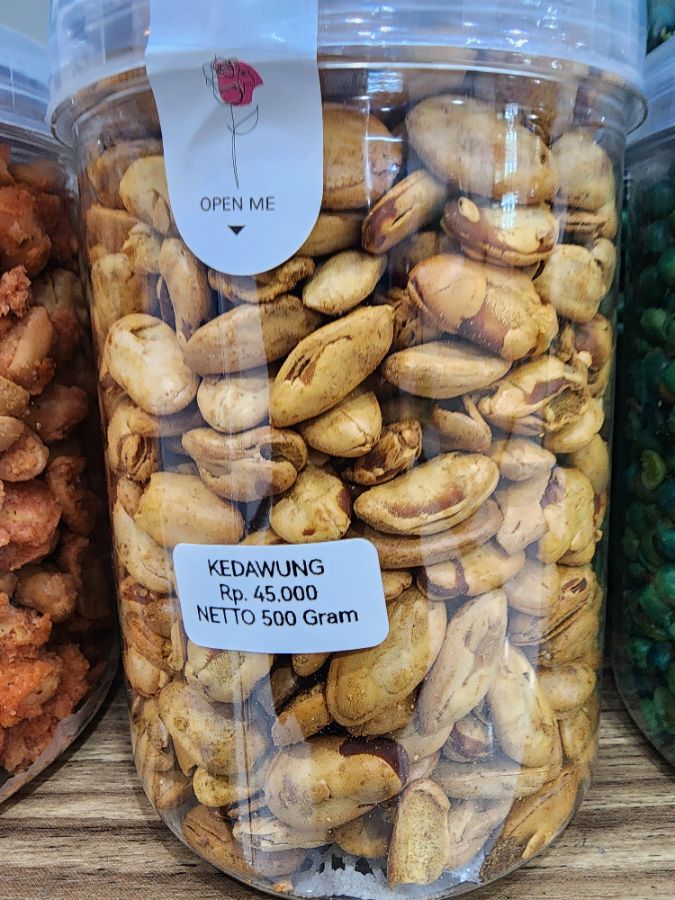 OPEN ME
KEDAWUNG
Rp. 45.000
NETTO 500 Gram